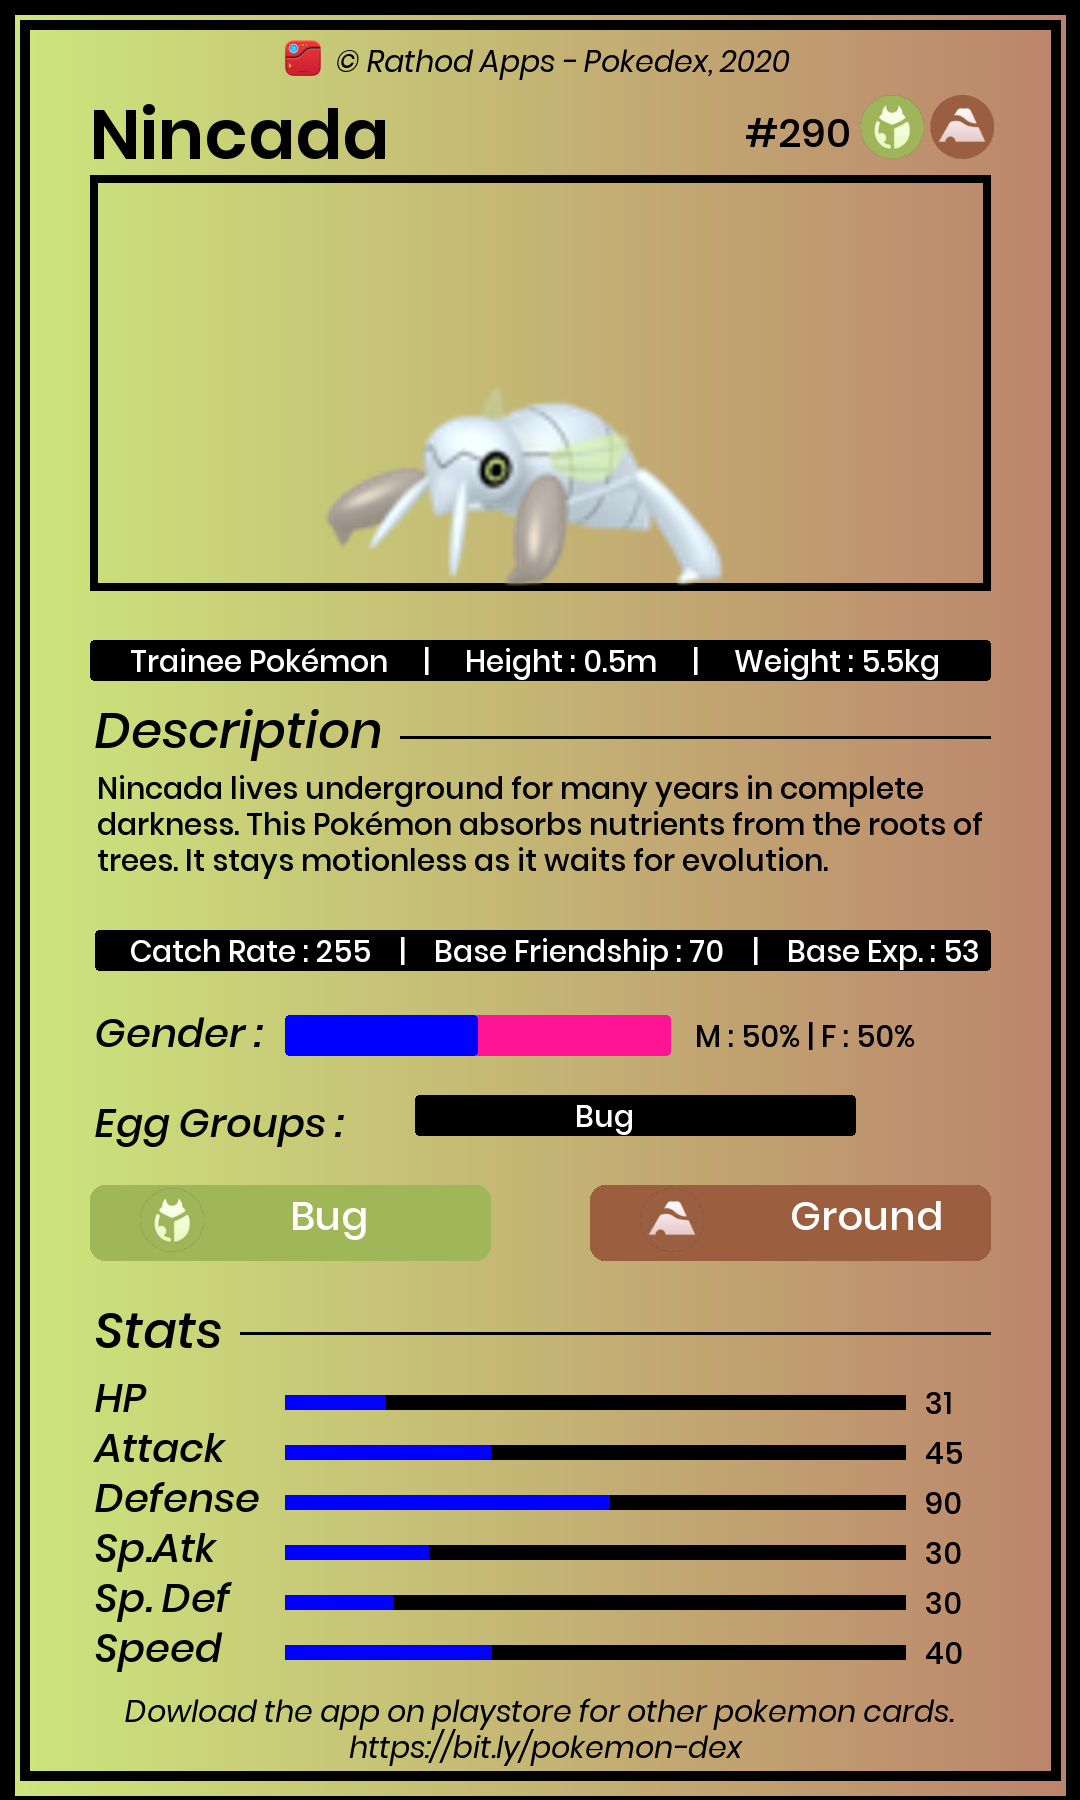 © Rathod Apps - Pokedex, 2020
Nincada
#290
Trainee Pokémon | Height : 0.5m | Weight : 5.5kg
Description
Nincada lives underground for many years in complete
darkness. This Pokémon absorbs nutrients from the roots of
trees. It stays motionless as it waits for evolution.
Catch Rate : 255 | Base Friendship : 70 | Base Exp. : 53
Gender : M : 50% | F : 50%
Egg Groups : Bug
Bug Ground
Stats
HP 31
Attack 45
Defense 90
Sp.Atk 30
Sp. Def 30
Speed 40
Dowload the app on playstore for other pokemon cards.
https://bit.ly/pokemon-dex